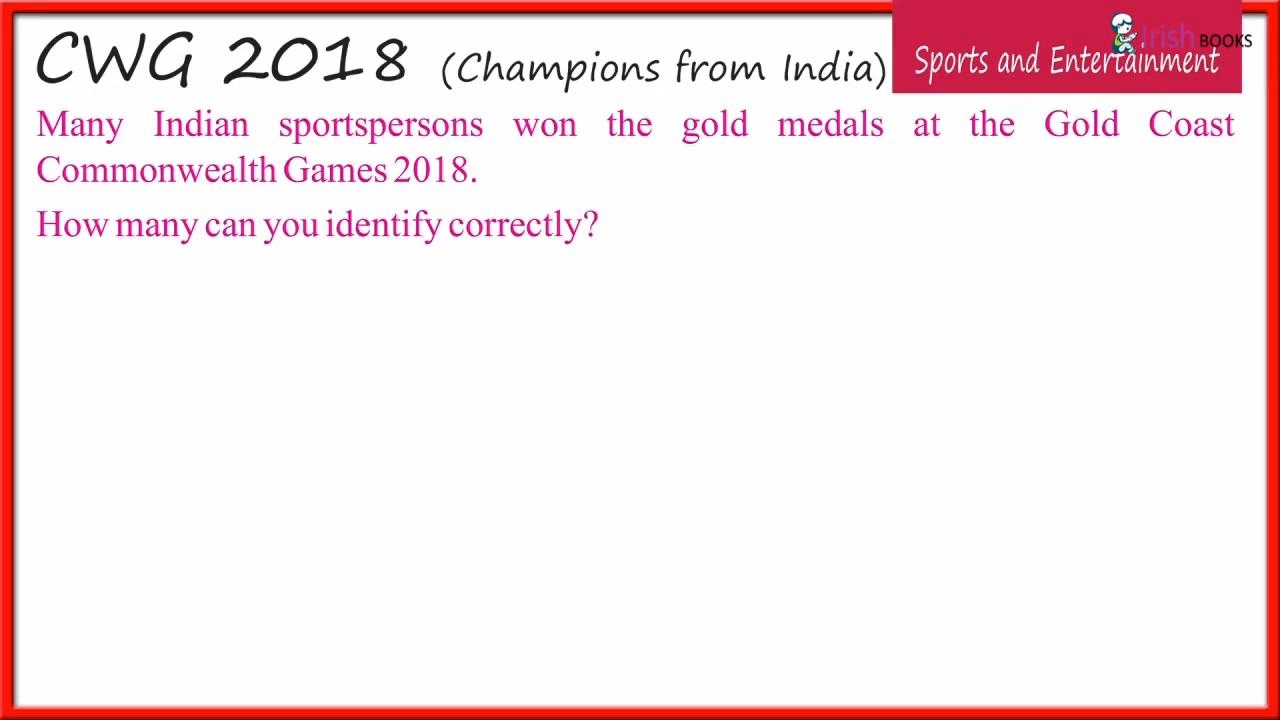 CWG 2018 (Champions from India)
Sports and Entertainment
Irish BOOKS
Many Indian sportspersons won the gold medals at the Gold Coast
Commonwealth Games 2018.
How many can you identify correctly?